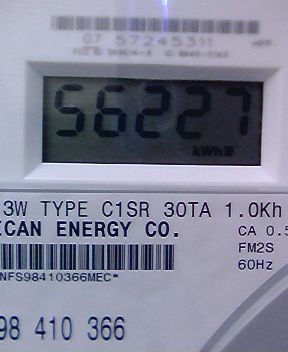 07 57245311 MPP
56227
kWh
3W TYPE C1SR 30TA 1.0Kh
ICAN ENERGY CO.
CA 0.5
FM2S
60Hz
NFS98410366MEC*
98 410 366